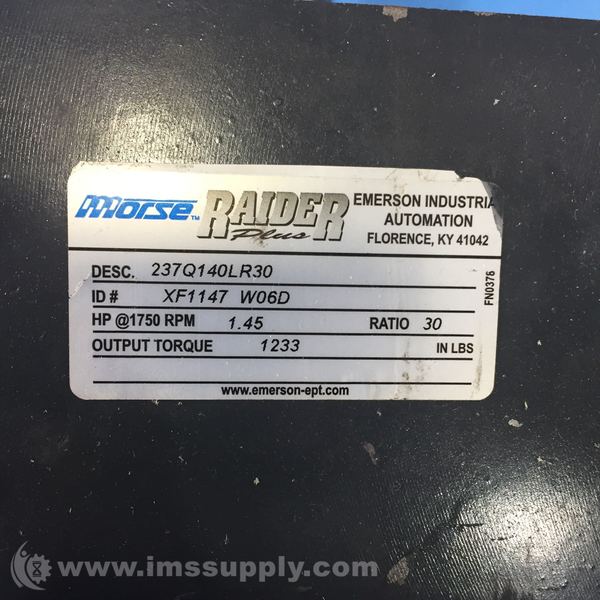 Morse™ RAIDER Plus
EMERSON INDUSTRIA
AUTOMATION
FLORENCE, KY 41042
DESC. 237Q140LR30
ID # XF1147 W06D
HP @1750 RPM 1.45 RATIO 30
OUTPUT TORQUE 1233 IN LBS
www.emerson-ept.com
FN0376
© www.imssupply.com